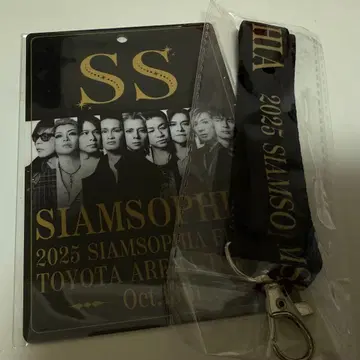 SS
SIAMSOPHI
2025 SIAMSOPHIA F
TOYOTA ARE
Oct.
HIA 2025 SIAMSO